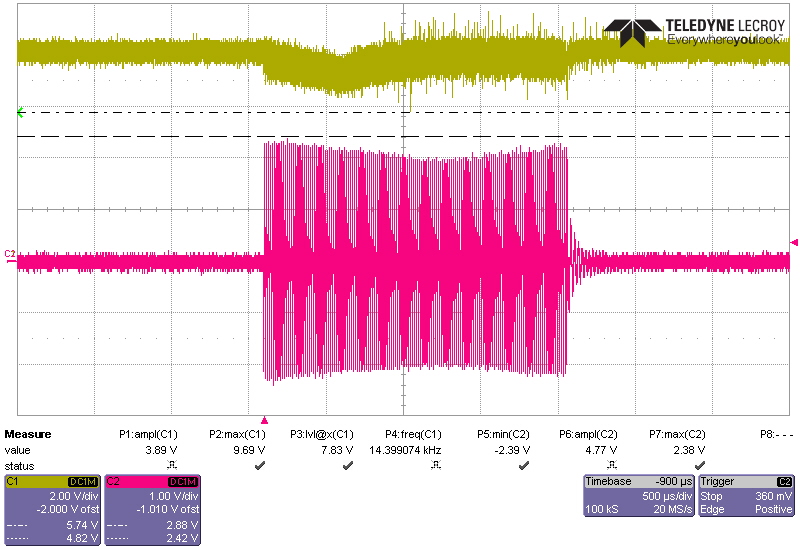 TELEDYNE LECROY
Everywhereyoulook™
C2
Measure P1:ampl(C1) P2:max(C1) P3:lvl@x(C1) P4:freq(C1) P5:min(C2) P6:ampl(C2) P7:max(C2) P8:- - -
value 3.89 V 9.69 V 7.83 V 14.399074 kHz -2.39 V 4.77 V 2.38 V
status
C1 DC1M
2.00 V/div
-2.000 V ofst
5.74 V
4.82 V
C2 DC1M
1.00 V/div
-1.010 V ofst
2.88 V
2.42 V
Timebase -900 µs
500 µs/div
100 kS 20 MS/s
Trigger C2
Stop 360 mV
Edge Positive